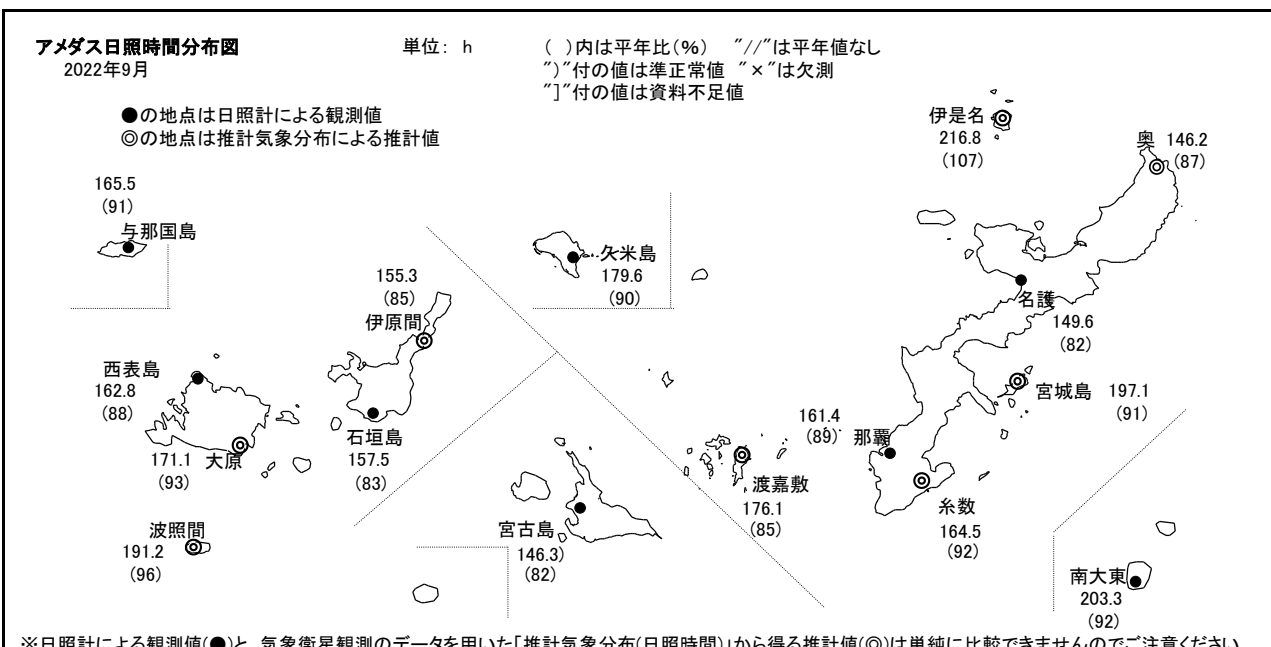 アメダス日照時間分布図
単位: h
( )内は平年比(%) "//"は平年値なし
2022年9月
")"付の値は準正常値 "×"は欠測
"]"付の値は資料不足値
●の地点は日照計による観測値
◎の地点は推計気象分布による推計値
伊是名
216.8
(107)
奥 146.2
(87)
165.5
(91)
与那国島
久米島
179.6
(90)
155.3
(85)
伊原間
名護
149.6
(82)
西表島
162.8
(88)
宮城島 197.1
(91)
石垣島
157.5
(83)
161.4
(89)
那覇
大原
171.1
(93)
渡嘉敷
176.1
(85)
糸数
164.5
(92)
波照間
191.2
(96)
宮古島
146.3)
(82)
南大東
203.3
(92)
※日照計による観測値(●)と、気象衛星観測のデータを用いた「推計気象分布(日照時間)」から得る推計値(◎)は単純に比較できませんのでご注意ください